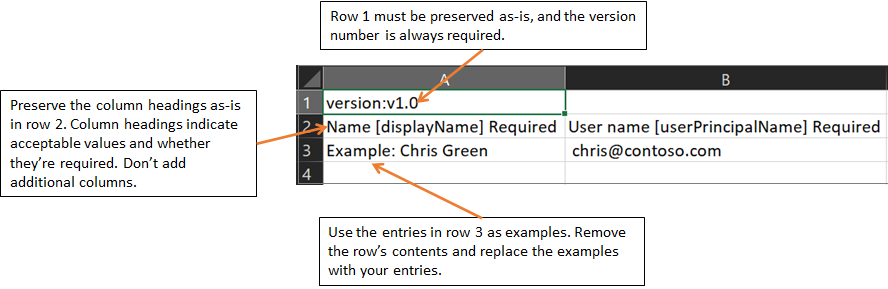 Row 1 must be preserved as-is, and the version
number is always required.
A B
1 version:v1.0
2 Name [displayName] Required User name [userPrincipalName] Required
3 Example: Chris Green chris@contoso.com
4
Preserve the column headings as-is
in row 2. Column headings indicate
acceptable values and whether
they’re required. Don’t add
additional columns.
Use the entries in row 3 as examples. Remove
the row’s contents and replace the examples
with your entries.